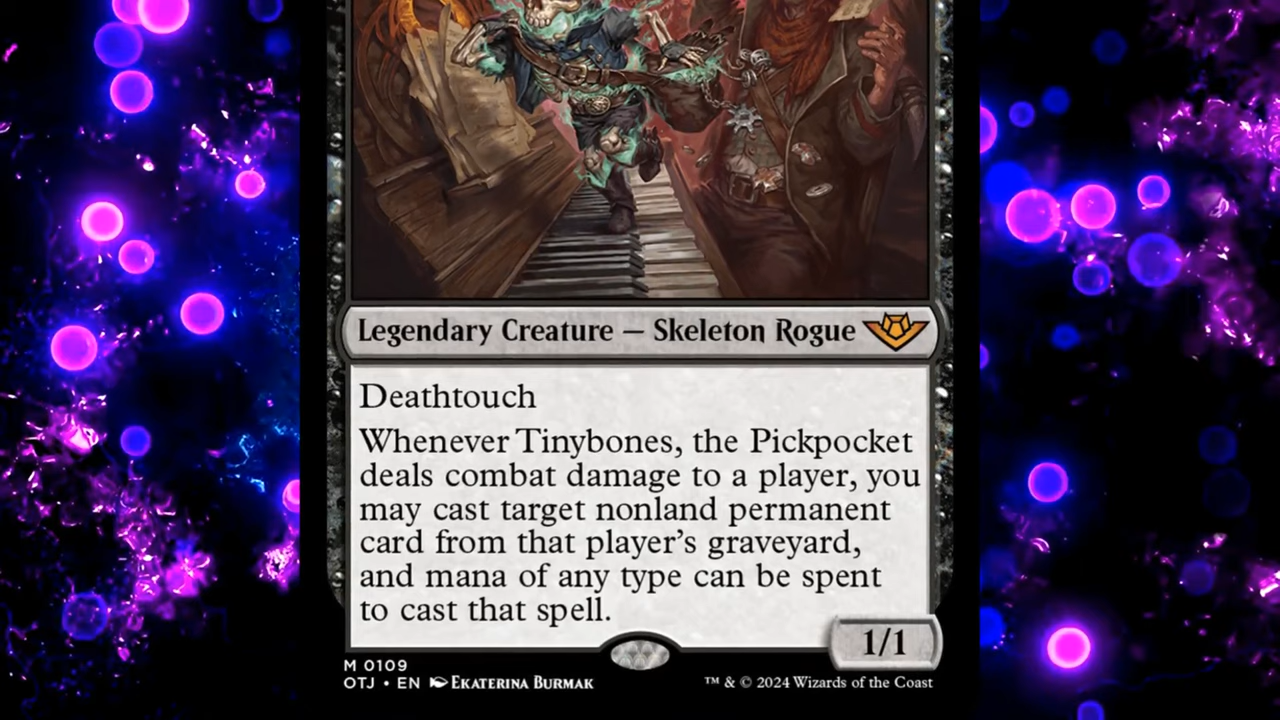 Legendary Creature — Skeleton Rogue
Deathtouch
Whenever Tinybones, the Pickpocket
deals combat damage to a player, you
may cast target nonland permanent
card from that player's graveyard,
and mana of any type can be spent
to cast that spell.
1/1
M 0109
OTJ • EN Ekaterina Burmak
™ & © 2024 Wizards of the Coast